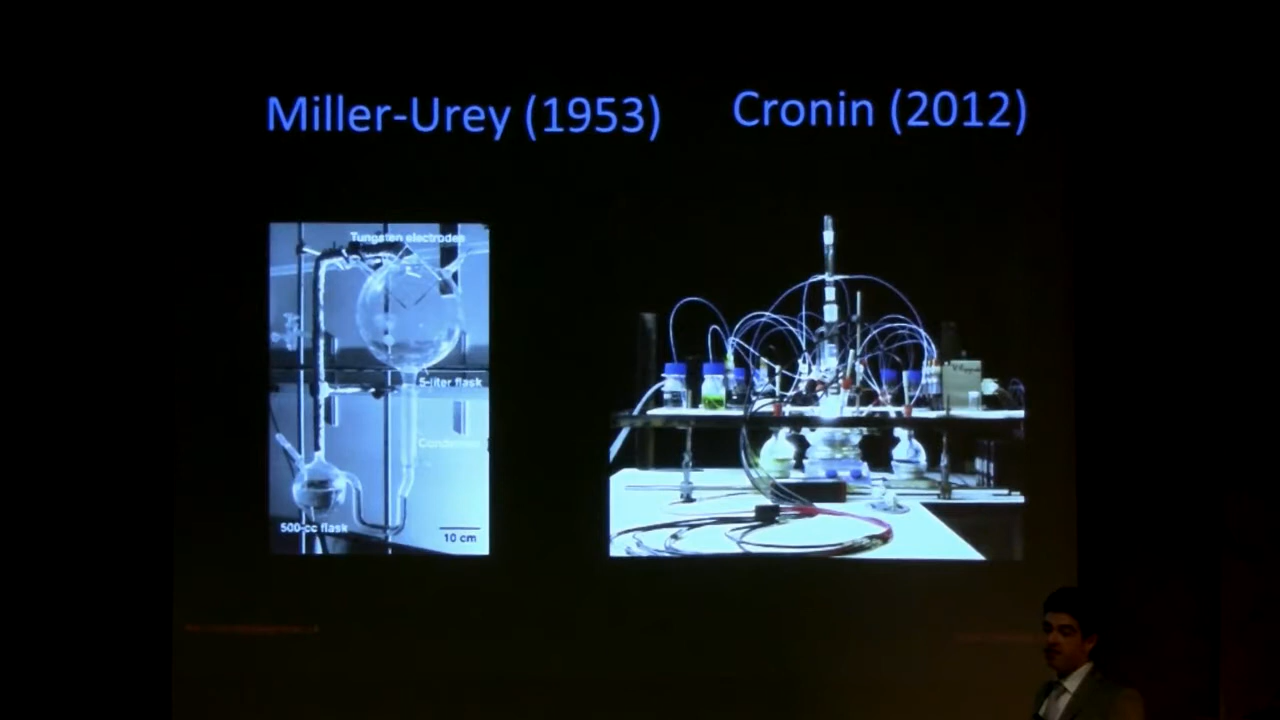 Miller-Urey (1953)
Cronin (2012)
Tungsten electrodes
5-liter flask
Condenser
500-cc flask
10 cm